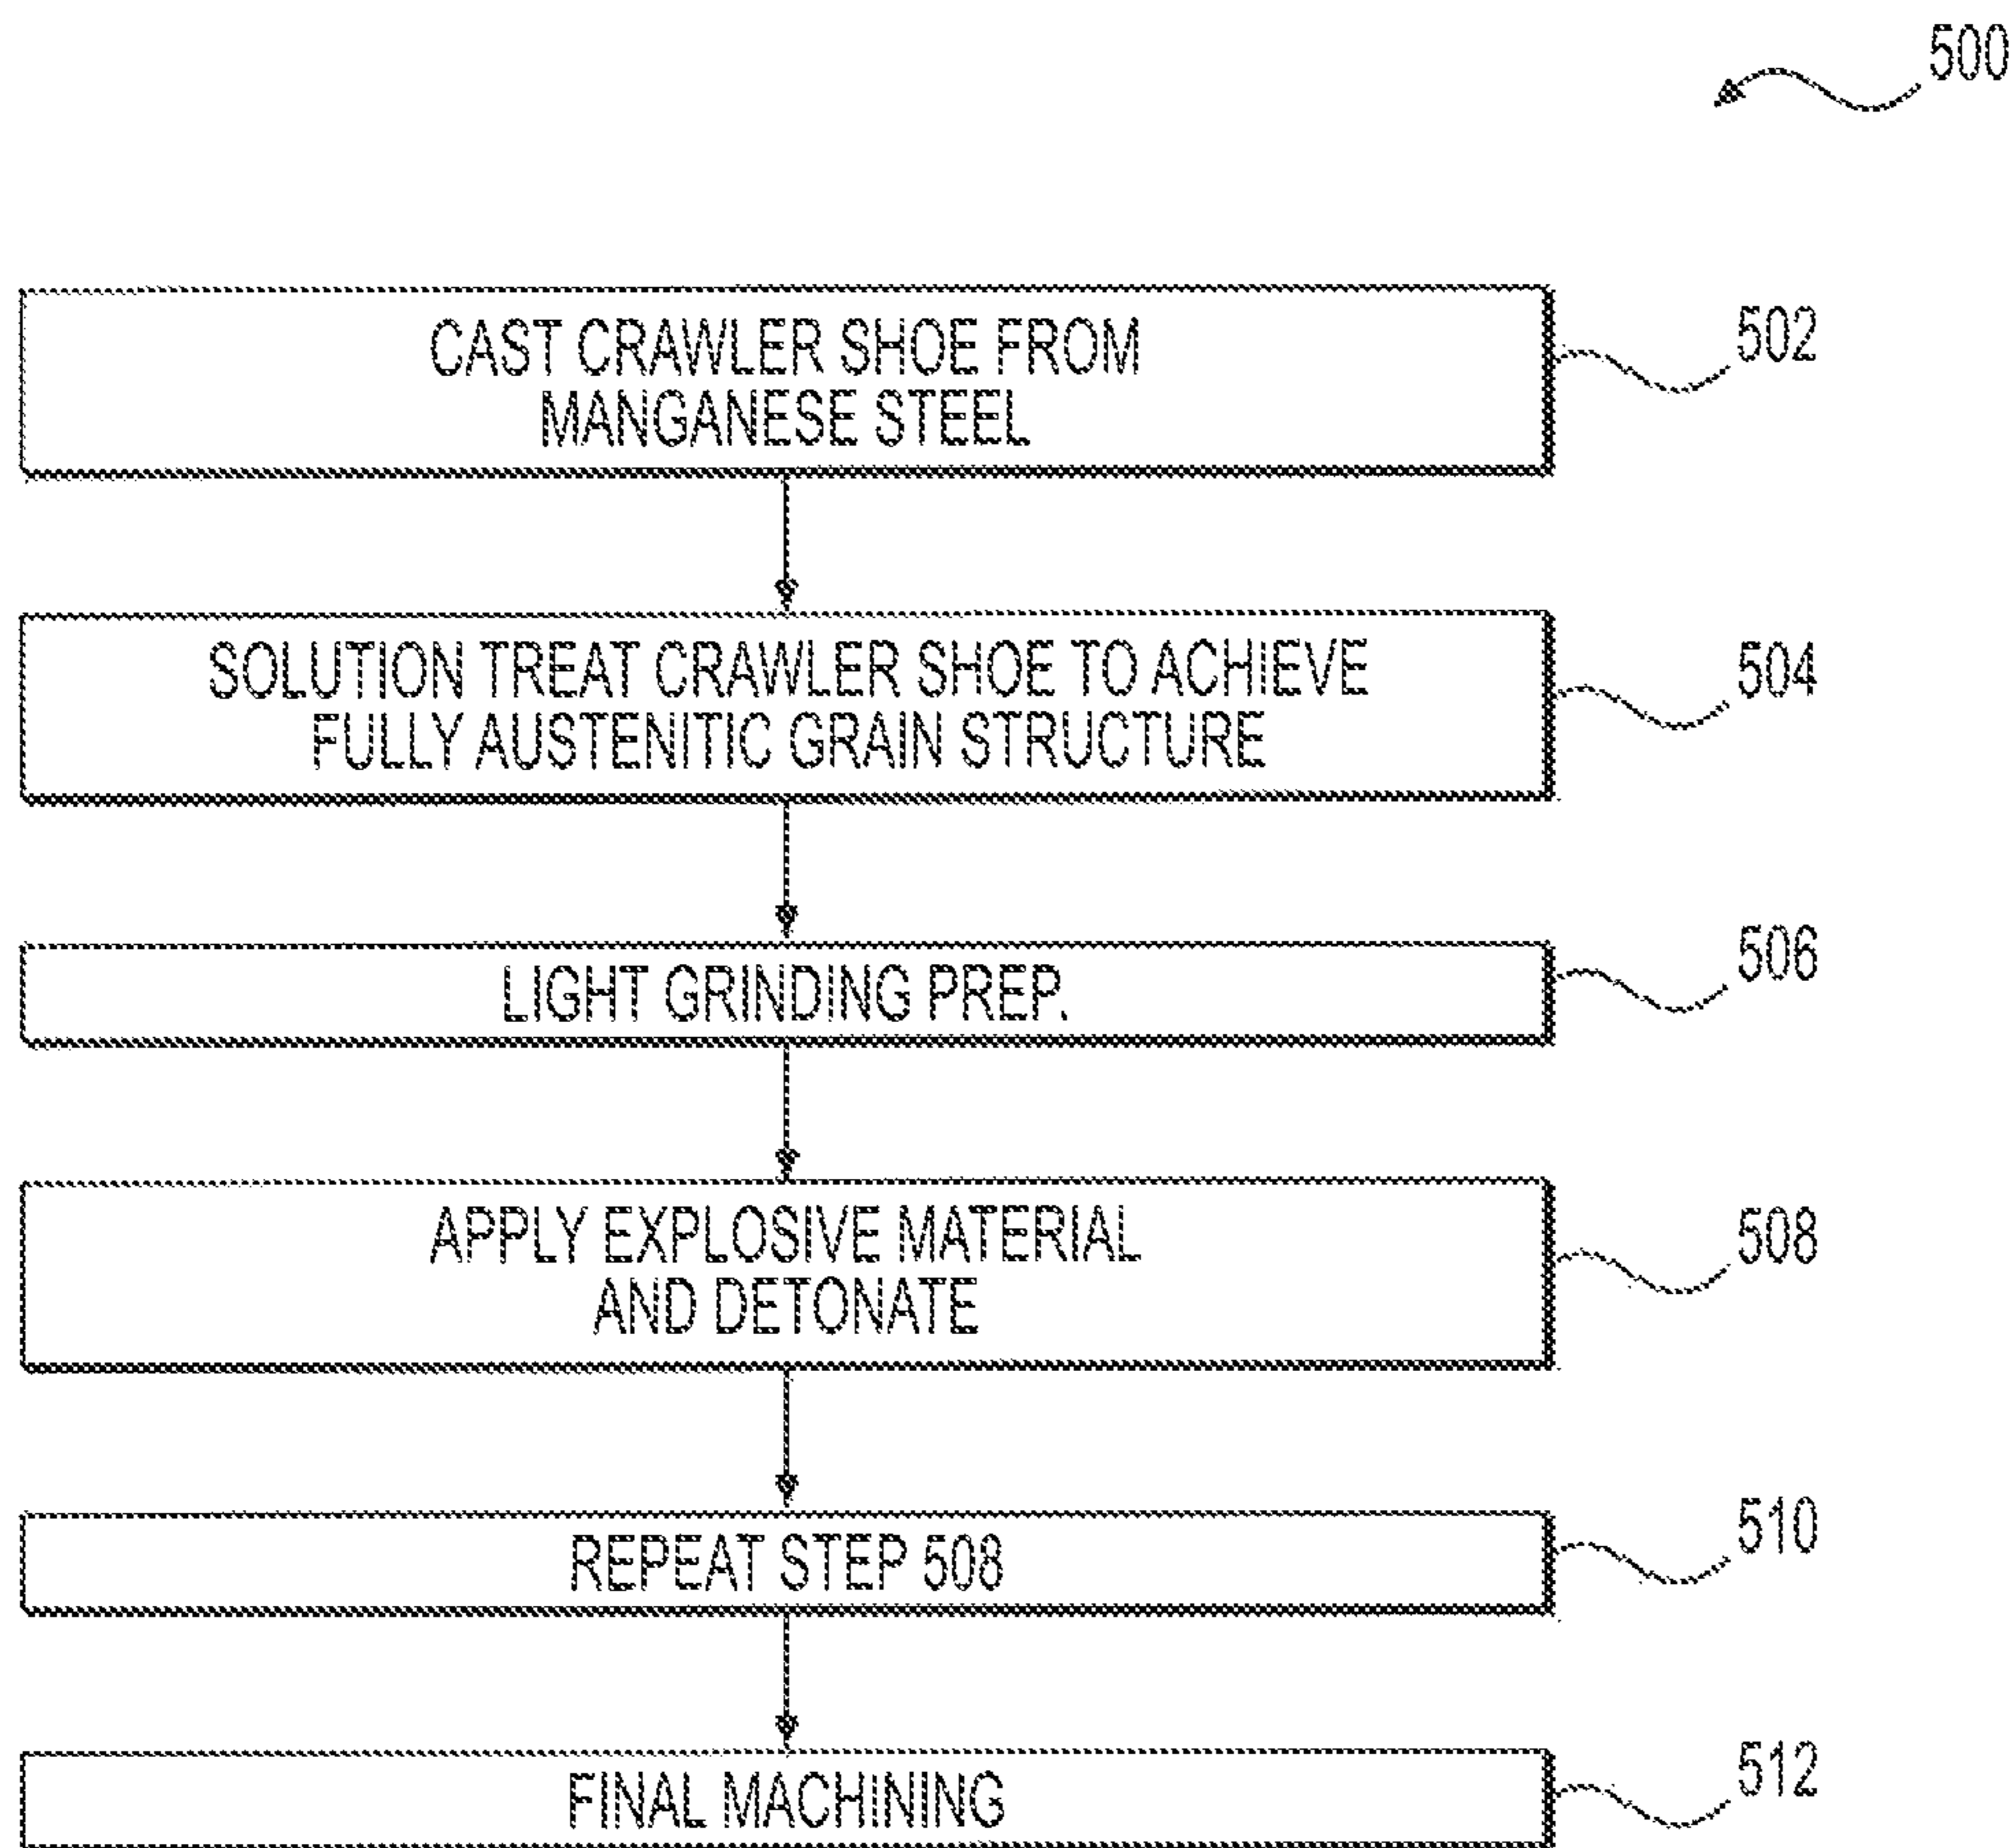 500
CAST CRAWLER SHOE FROM
MANGANESE STEEL
502
SOLUTION TREAT CRAWLER SHOE TO ACHIEVE
FULLY AUSTENITIC GRAIN STRUCTURE
504
LIGHT GRINDING PREP.
506
APPLY EXPLOSIVE MATERIAL
AND DETONATE
508
REPEAT STEP 508
510
FINAL MACHINING
512